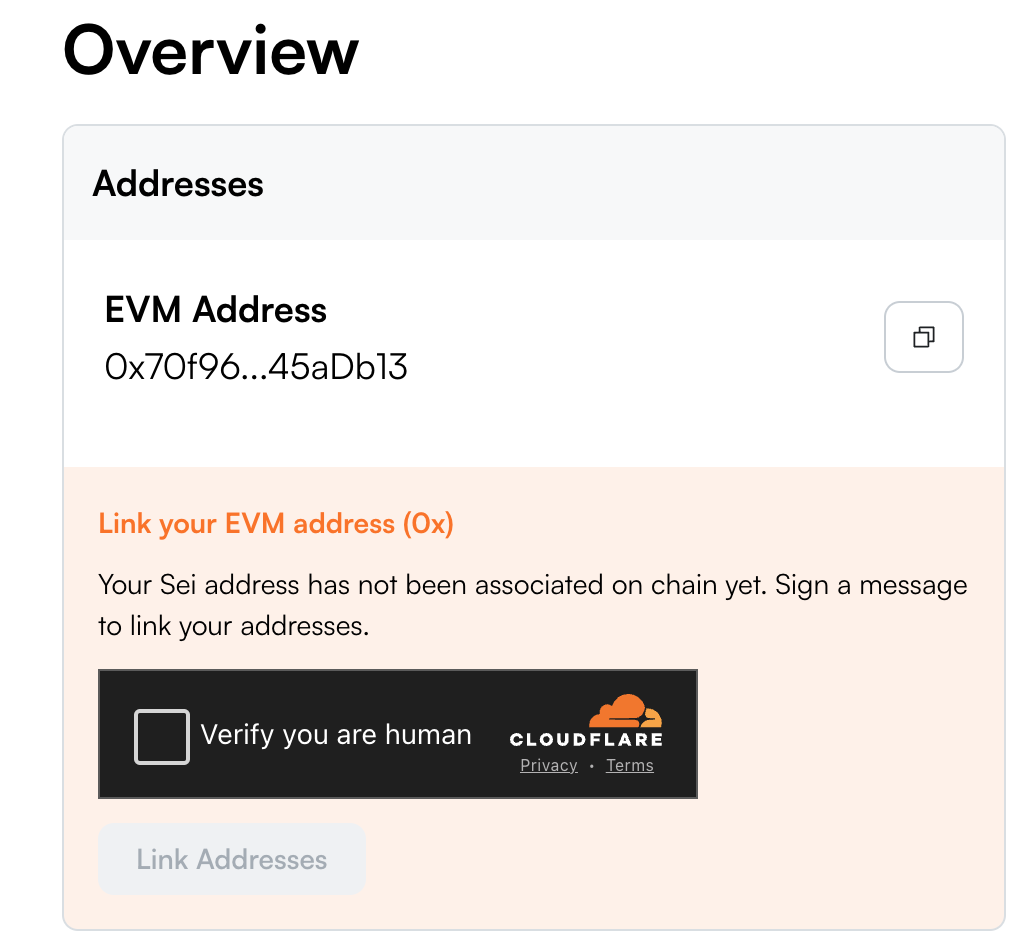 Overview
Addresses
EVM Address
0x70f96...45aDb13
Link your EVM address (0x)
Your Sei address has not been associated on chain yet. Sign a message
to link your addresses.
Verify you are human
CLOUDFLARE
Privacy • Terms
Link Addresses